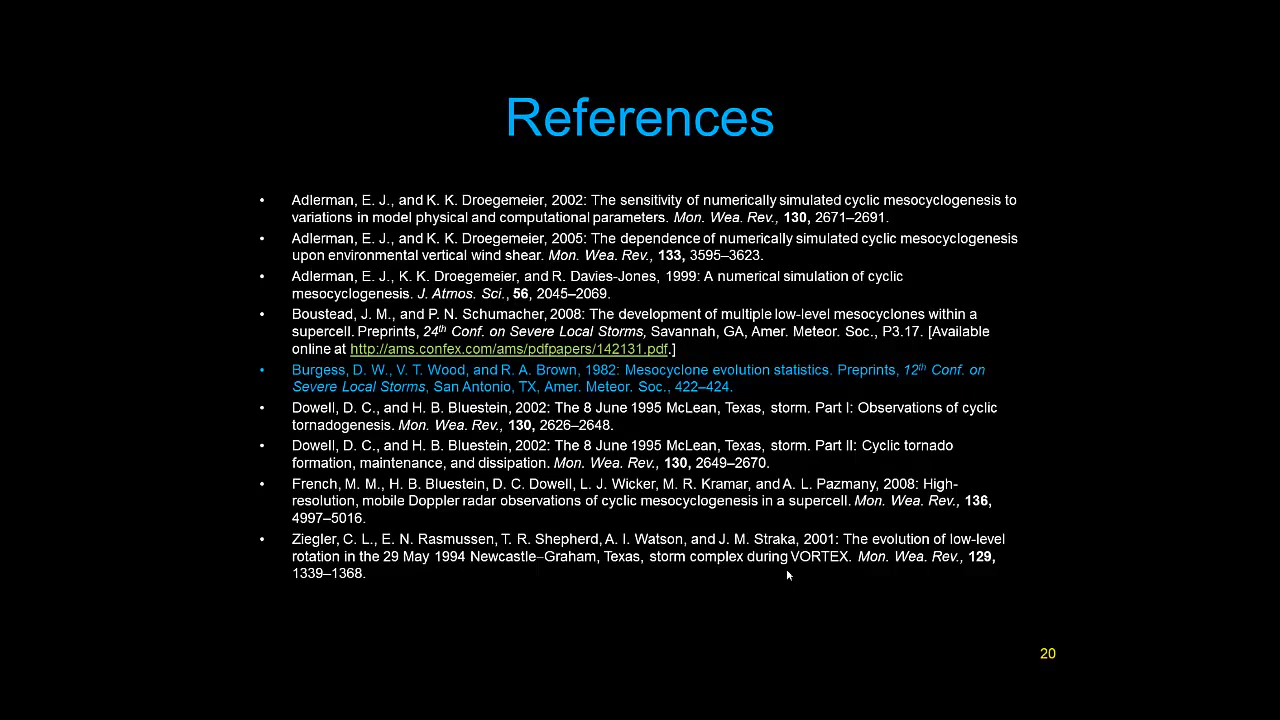 References
• Adlerman, E. J., and K. K. Droegemeier, 2002: The sensitivity of numerically simulated cyclic mesocyclogenesis to
variations in model physical and computational parameters. Mon. Wea. Rev., 130, 2671–2691.
• Adlerman, E. J., and K. K. Droegemeier, 2005: The dependence of numerically simulated cyclic mesocyclogenesis
upon environmental vertical wind shear. Mon. Wea. Rev., 133, 3595–3623.
• Adlerman, E. J., K. K. Droegemeier, and R. Davies-Jones, 1999: A numerical simulation of cyclic
mesocyclogenesis. J. Atmos. Sci., 56, 2045–2069.
• Boustead, J. M., and P. N. Schumacher, 2008: The development of multiple low-level mesocyclones within a
supercell. Preprints, 24th Conf. on Severe Local Storms, Savannah, GA, Amer. Meteor. Soc., P3.17. [Available
online at http://ams.confex.com/ams/pdfpapers/142131.pdf.]
• Burgess, D. W., V. T. Wood, and R. A. Brown, 1982: Mesocyclone evolution statistics. Preprints, 12th Conf. on
Severe Local Storms, San Antonio, TX, Amer. Meteor. Soc., 422–424.
• Dowell, D. C., and H. B. Bluestein, 2002: The 8 June 1995 McLean, Texas, storm. Part I: Observations of cyclic
tornadogenesis. Mon. Wea. Rev., 130, 2626–2648.
• Dowell, D. C., and H. B. Bluestein, 2002: The 8 June 1995 McLean, Texas, storm. Part II: Cyclic tornado
formation, maintenance, and dissipation. Mon. Wea. Rev., 130, 2649–2670.
• French, M. M., H. B. Bluestein, D. C. Dowell, L. J. Wicker, M. R. Kramar, and A. L. Pazmany, 2008: High-
resolution, mobile Doppler radar observations of cyclic mesocyclogenesis in a supercell. Mon. Wea. Rev., 136,
4997–5016.
• Ziegler, C. L., E. N. Rasmussen, T. R. Shepherd, A. I. Watson, and J. M. Straka, 2001: The evolution of low-level
rotation in the 29 May 1994 Newcastle–Graham, Texas, storm complex during VORTEX. Mon. Wea. Rev., 129,
1339–1368.
20